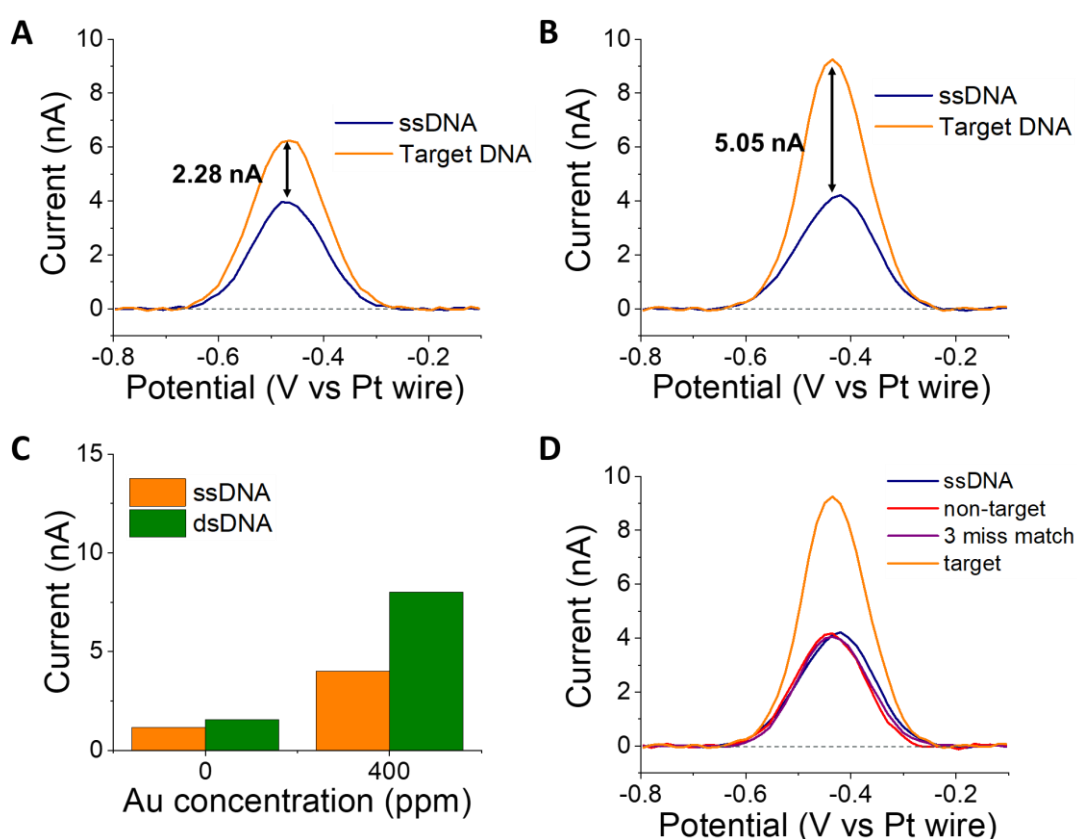 A
10
8
6
4
2
0
Current (nA)
ssDNA
Target DNA
2.28 nA
-0.8
-0.6
-0.4
-0.2
Potential (V vs Pt wire)
B
10
8
6
4
2
0
Current (nA)
ssDNA
Target DNA
5.05 nA
-0.8
-0.6
-0.4
-0.2
Potential (V vs Pt wire)
C
15
10
5
0
Current (nA)
ssDNA
dsDNA
0
400
Au concentration (ppm)
D
10
8
6
4
2
0
Current (nA)
ssDNA
non-target
3 miss match
target
-0.8
-0.6
-0.4
-0.2
Potential (V vs Pt wire)